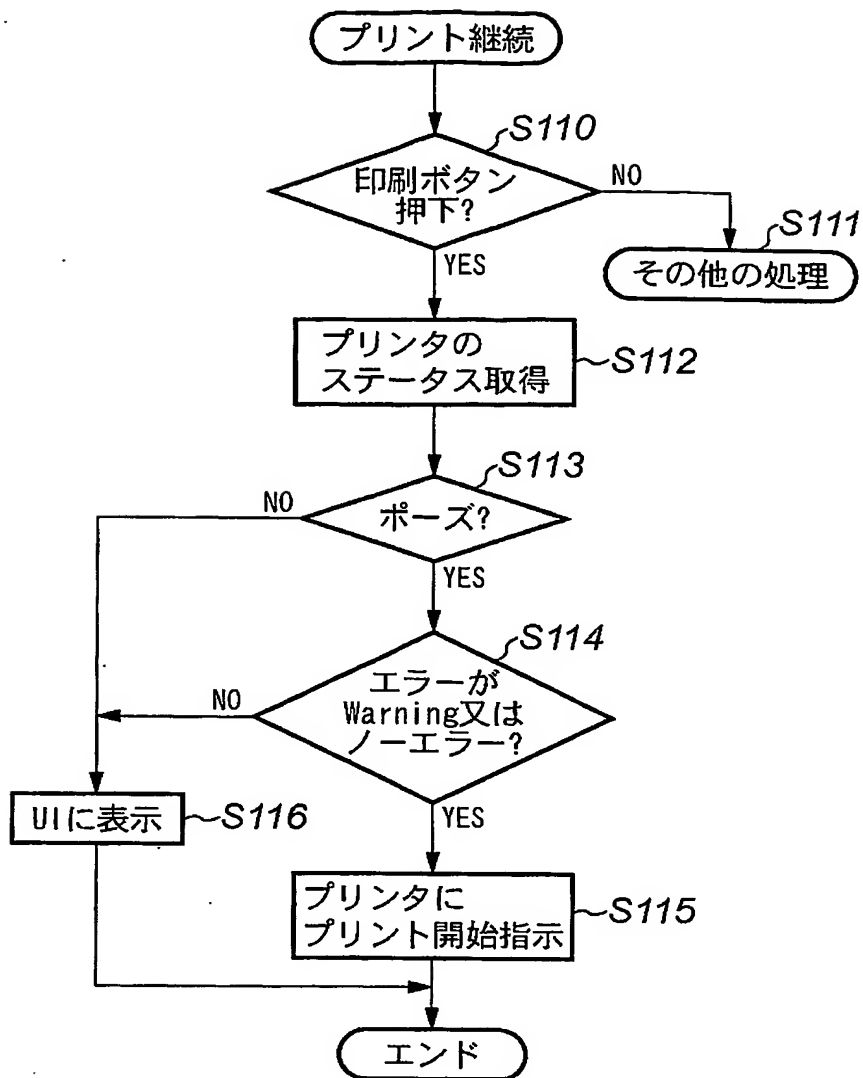 プリント継続
S110
印刷ボタン
押下?
NO
S111
その他の処理
YES
プリンタの
ステータス取得
S112
S113
NO
ポーズ?
YES
S114
エラーが
Warning又は
ノーエラー?
NO
UIに表示
S116
YES
プリンタに
プリント開始指示
S115
エンド